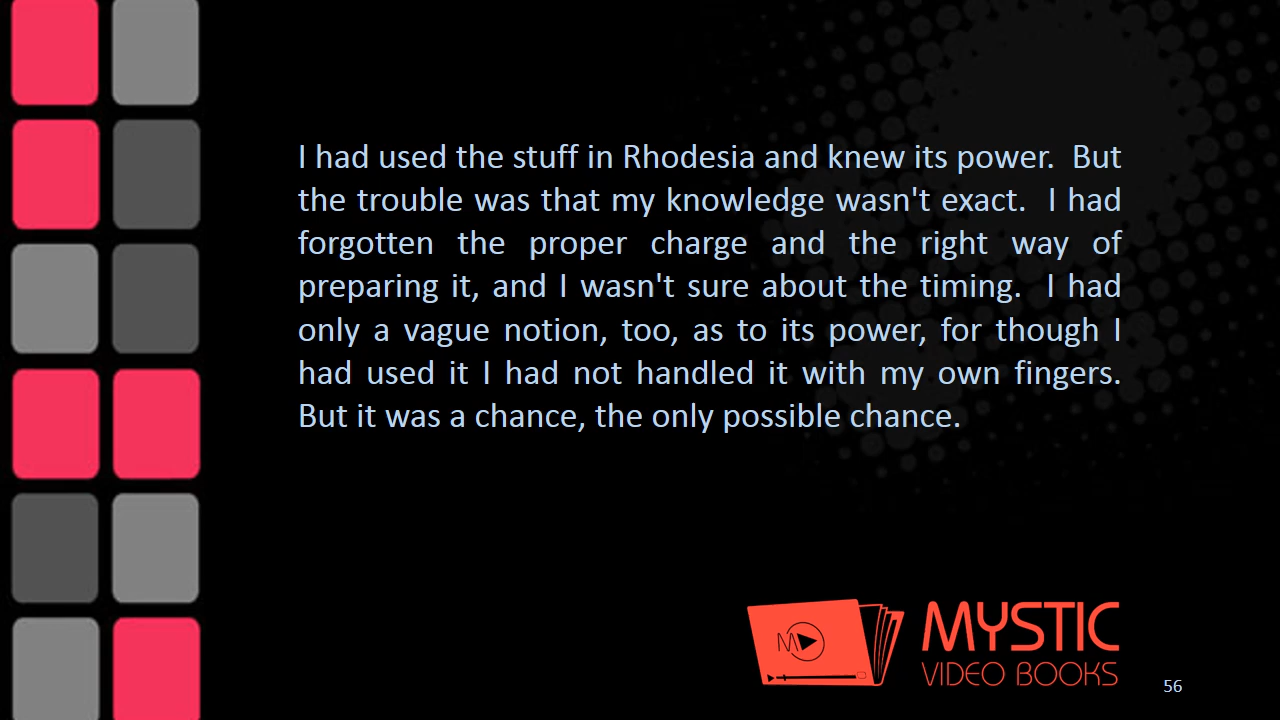 I had used the stuff in Rhodesia and knew its power.  But
the trouble was that my knowledge wasn't exact.  I had
forgotten the proper charge and the right way of
preparing it, and I wasn't sure about the timing.  I had
only a vague notion, too, as to its power, for though I
had used it I had not handled it with my own fingers.
But it was a chance, the only possible chance.
M
MYSTIC
VIDEO BOOKS
56